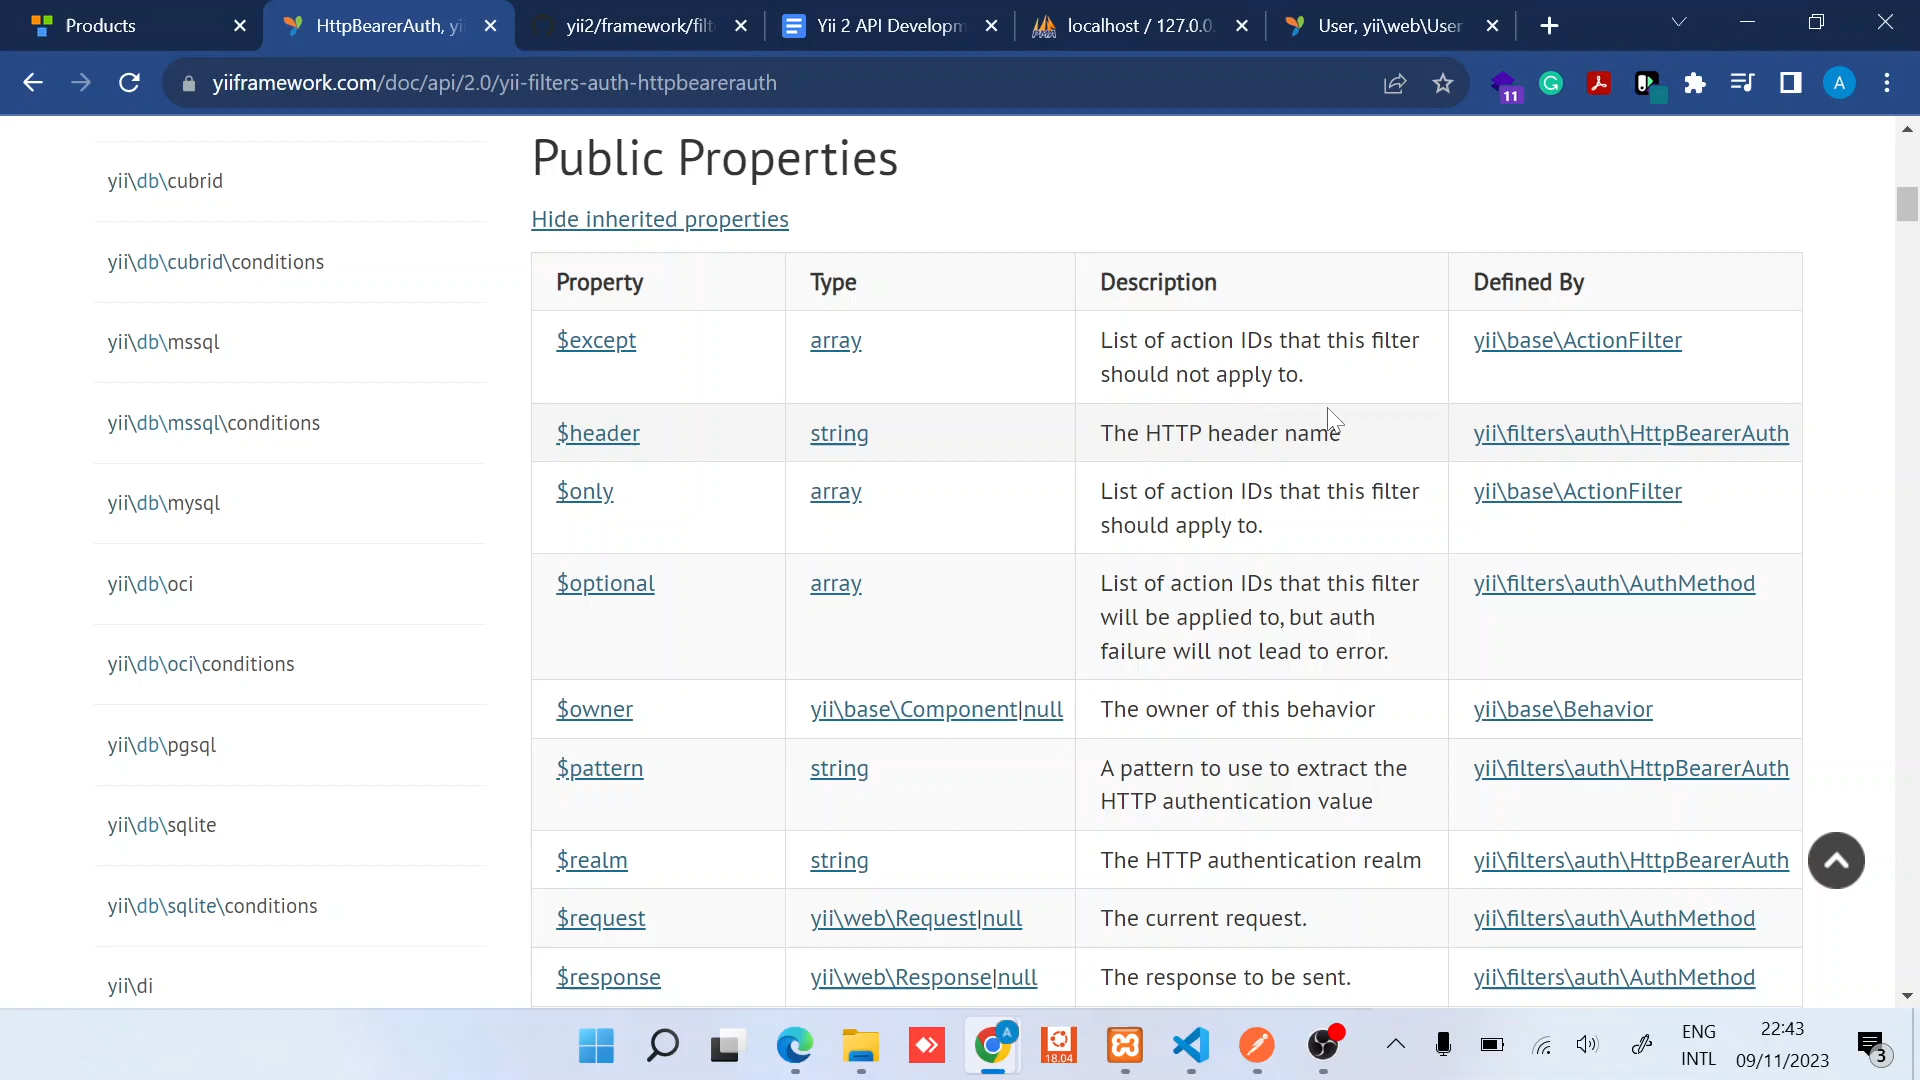 Products
HttpBearerAuth, yi
yii2/framework/filt
Yii 2 API Developm
localhost / 127.0.0.
User, yii\web\User
yiiframework.com/doc/api/2.0/yii-filters-auth-httpbearerauth
11
A
yii\db\cubrid
yii\db\cubrid\conditions
yii\db\mssql
yii\db\mssql\conditions
yii\db\mysql
yii\db\oci
yii\db\oci\conditions
yii\db\pgsql
yii\db\sqlite
yii\db\sqlite\conditions
yii\di
Public Properties
Hide inherited properties
Property Type Description Defined By
$except array List of action IDs that this filter yii\base\ActionFilter
should not apply to.
$header string The HTTP header name yii\filters\auth\HttpBearerAuth
$only array List of action IDs that this filter yii\base\ActionFilter
should apply to.
$optional array List of action IDs that this filter yii\filters\auth\AuthMethod
will be applied to, but auth
failure will not lead to error.
$owner yii\base\Component|null The owner of this behavior yii\base\Behavior
$pattern string A pattern to use to extract the yii\filters\auth\HttpBearerAuth
HTTP authentication value
$realm string The HTTP authentication realm yii\filters\auth\HttpBearerAuth
$request yii\web\Request|null The current request. yii\filters\auth\AuthMethod
$response yii\web\Response|null The response to be sent. yii\filters\auth\AuthMethod
A
18.04
ENG
INTL
22:43
09/11/2023
3